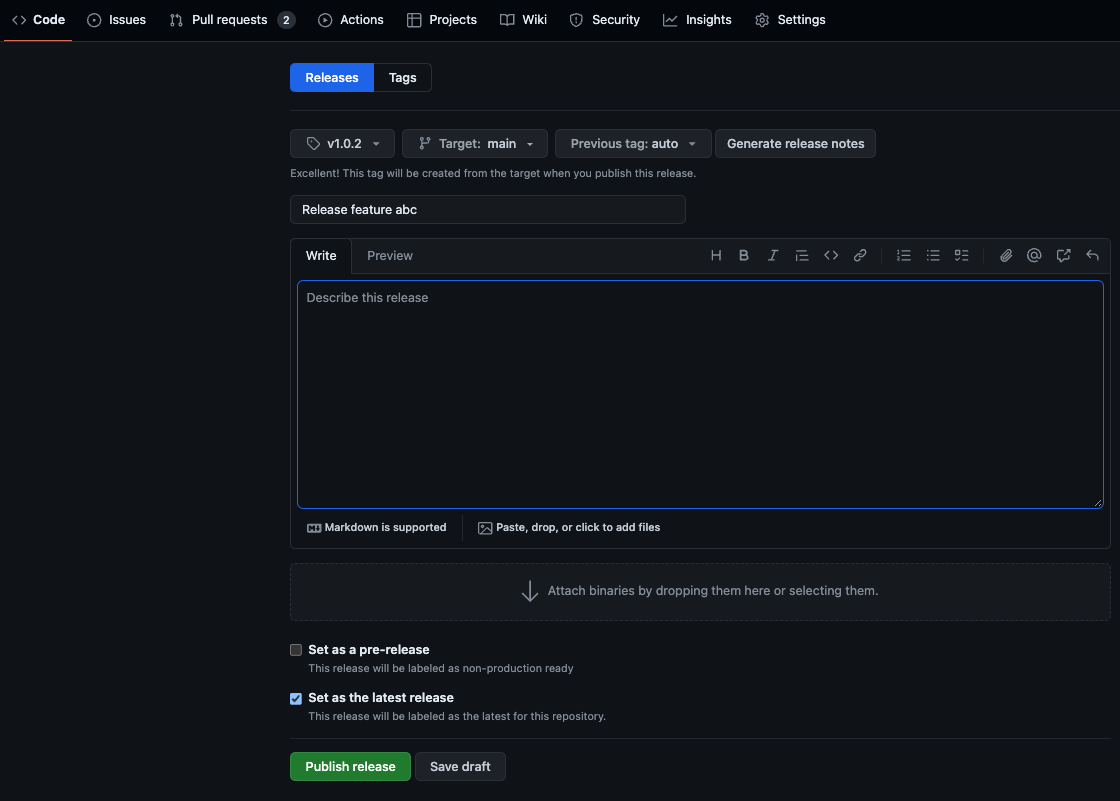 Code Issues Pull requests 2 Actions Projects Wiki Security Insights Settings
Releases Tags
v1.0.2 Target: main Previous tag: auto Generate release notes
Excellent! This tag will be created from the target when you publish this release.
Release feature abc
Write Preview
Describe this release
Markdown is supported Paste, drop, or click to add files
Attach binaries by dropping them here or selecting them.
Set as a pre-release
This release will be labeled as non-production ready
Set as the latest release
This release will be labeled as the latest for this repository.
Publish release Save draft